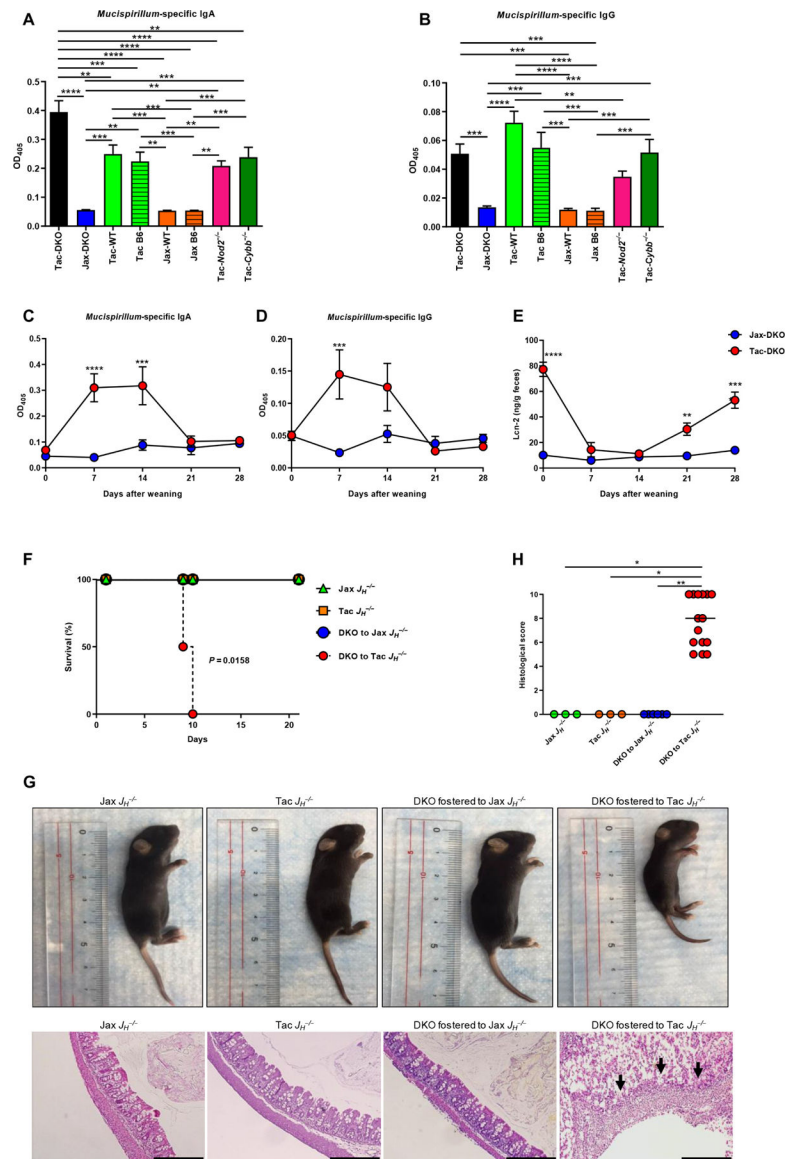 A
Mucispirillum-specific IgA
**
****
****
****
***
**
***
****
**
***
***
***
**
***
***
**
***
**
**
OD405
0.5
0.4
0.3
0.2
0.1
0.0
Tac-DKO
Jax-DKO
Tac-WT
Tac B6
Jax-WT
Jax B6
Tac-Nod2−/−
Tac-Cybb−/−
B
Mucispirillum-specific IgG
***
***
****
****
***
**
***
****
***
***
***
***
***
OD405
0.10
0.08
0.06
0.04
0.02
0.00
Tac-DKO
Jax-DKO
Tac-WT
Tac B6
Jax-WT
Jax B6
Tac-Nod2−/−
Tac-Cybb−/−
C
Mucispirillum-specific IgA
OD405
0.5
0.4
0.3
0.2
0.1
0.0
****
***
0 7 14 21 28
Days after weaning
D
Mucispirillum-specific IgG
OD405
0.20
0.15
0.10
0.05
0.00
***
0 7 14 21 28
Days after weaning
E
Lcn-2 (ng/g feces)
100
80
60
40
20
0
****
**
***
0 7 14 21 28
Days after weaning
Jax-DKO
Tac-DKO
F
Survival (%)
100
50
0
P = 0.0158
0 5 10 15 20
Days
Jax JH−/−
Tac JH−/−
DKO to Jax JH−/−
DKO to Tac JH−/−
H
*
*
**
Histological score
10
8
6
4
2
0
Jax JH−/−
Tac JH−/−
DKO to Jax JH−/−
DKO to Tac JH−/−
G
Jax JH−/−
Tac JH−/−
DKO fostered to Jax JH−/−
DKO fostered to Tac JH−/−
Jax JH−/−
Tac JH−/−
DKO fostered to Jax JH−/−
DKO fostered to Tac JH−/−